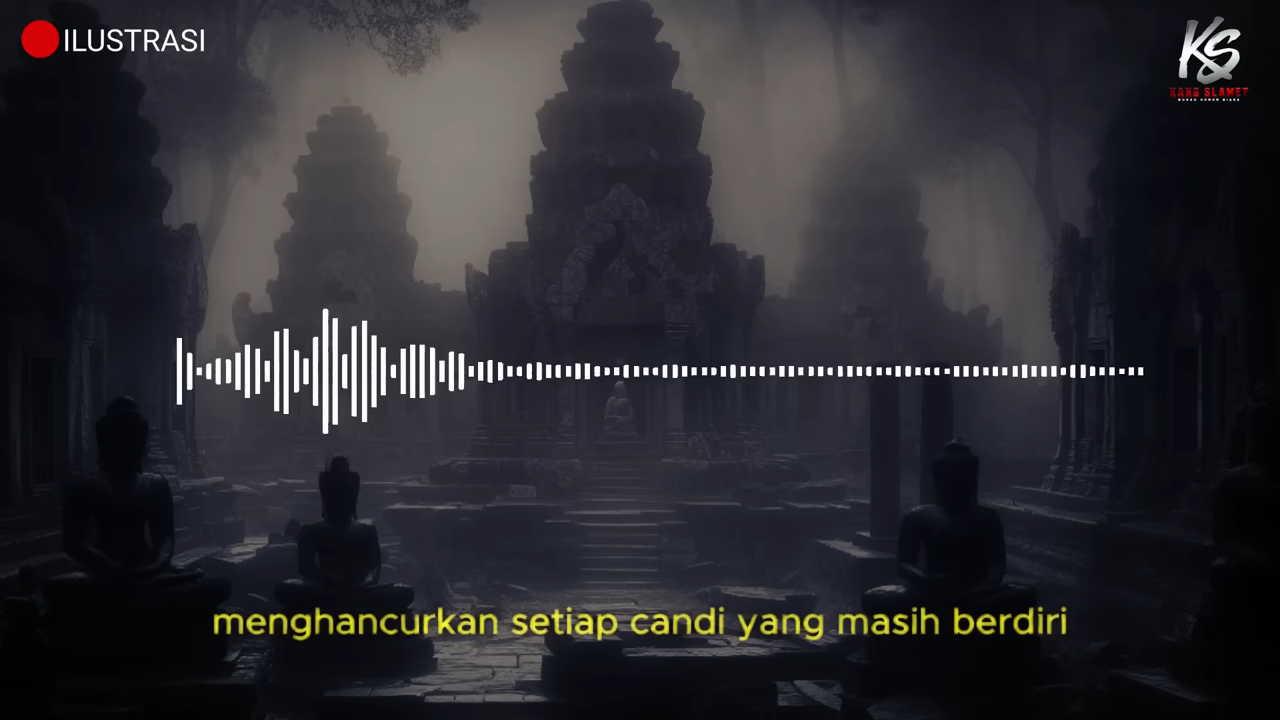 ILUSTRASI
KS
KANG SLAMET
menghancurkan setiap candi yang masih berdiri